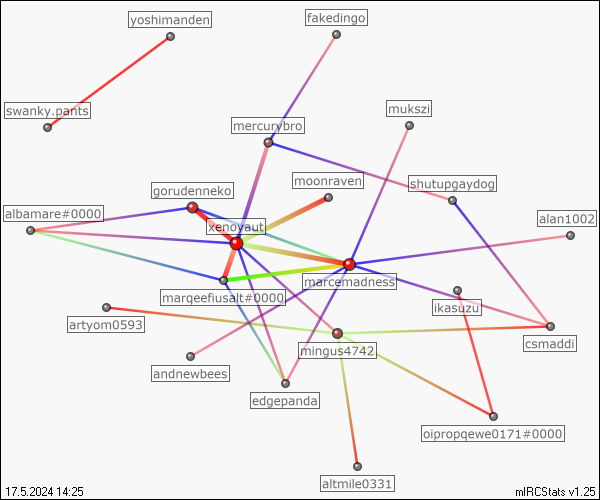 yoshimanden
fakedingo
swanky.pants
mukszi
mercurybro
gorudenneko
moonraven
shutupgaydog
albamare#0000
xenovaut
alan1002
marcemadness
marqeefiusalt#0000
ikasuzu
artyom0593
mingus4742
csmaddi
andnewbees
edgepanda
oipropqewe0171#0000
altmile0331
17.5.2024 14:25
mIRCStats v1.25